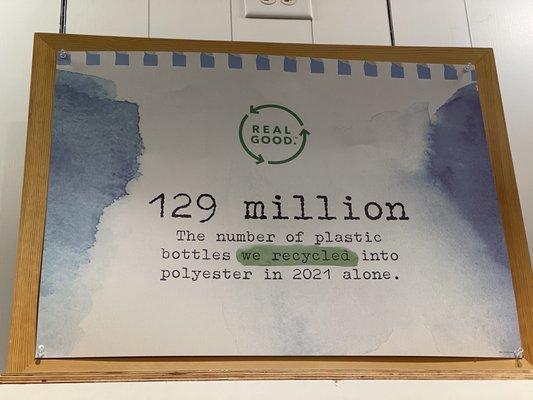 REAL
GOOD.
129 million
The number of plastic
bottles we recycled into
polyester in 2021 alone.